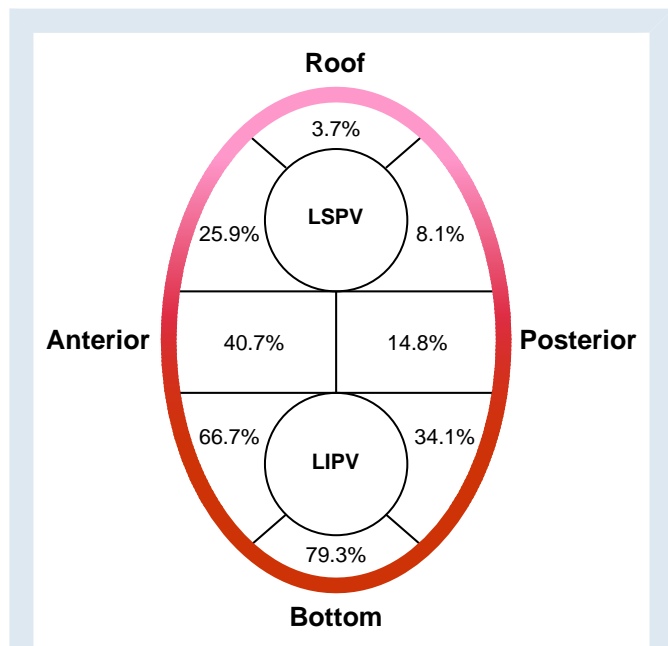 Roof
3.7%
LSPV
25.9%
8.1%
Anterior
40.7%
14.8%
Posterior
66.7%
34.1%
LIPV
79.3%
Bottom